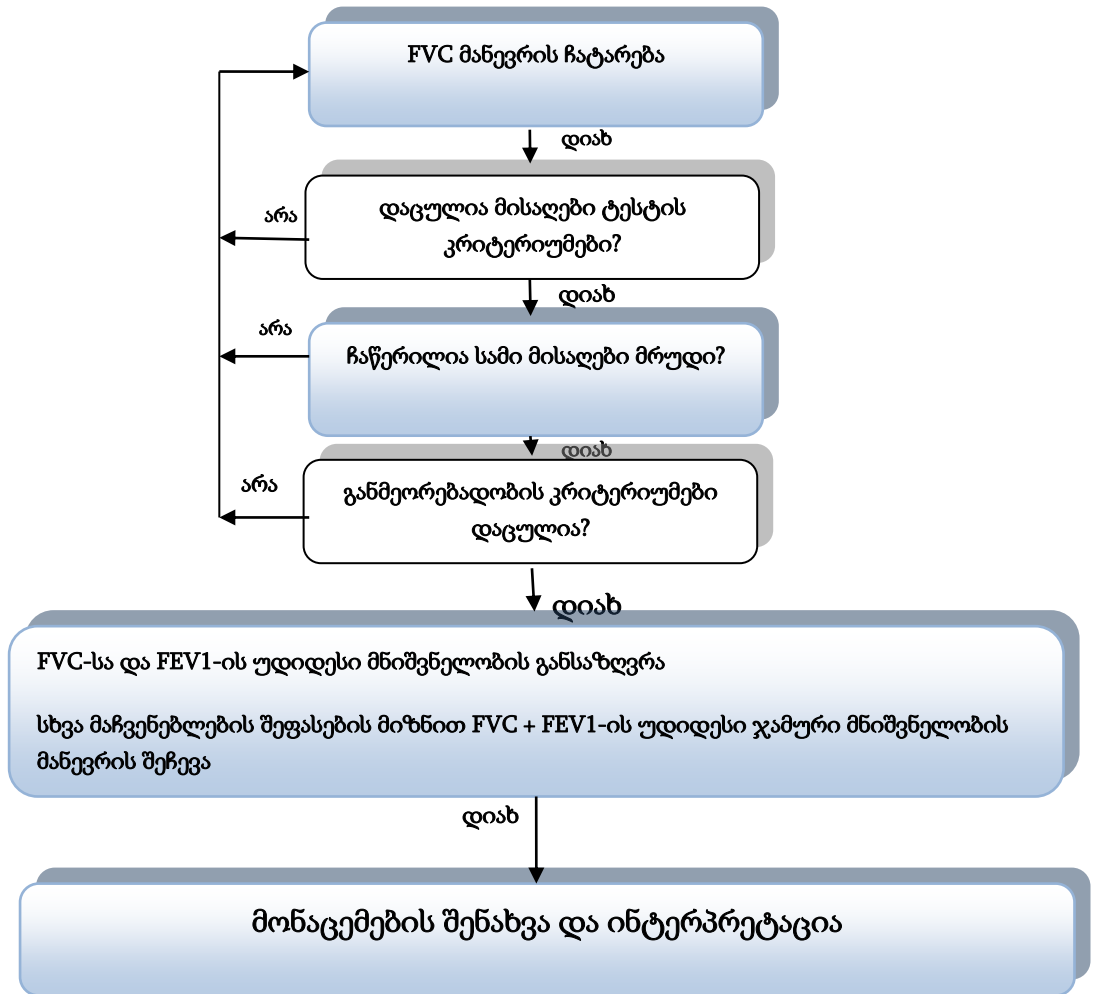 FVC მანევრის ჩატარება
დიახ
არა
დაცულია მისაღები ტესტის
კრიტერიუმები?
დიახ
არა
ჩაწერილია სამი მისაღები მრუდი?
დიახ
არა
განმეორებადობის კრიტერიუმები
დაცულია?
დიახ
FVC-სა და FEV1-ის უდიდესი მნიშვნელობის განსაზღვრა
სხვა მაჩვენებლების შეფასების მიზნით FVC + FEV1-ის უდიდესი ჯამური მნიშვნელობის
მანევრის შეჩევა
დიახ
მონაცემების შენახვა და ინტერპრეტაცია